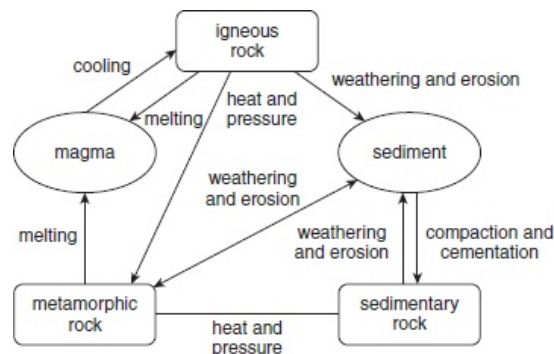 igneous
rock
cooling
weathering and erosion
melting
heat and
pressure
magma
sediment
weathering
and erosion
melting
weathering
and erosion
compaction and
cementation
metamorphic
rock
sedimentary
rock
heat and
pressure